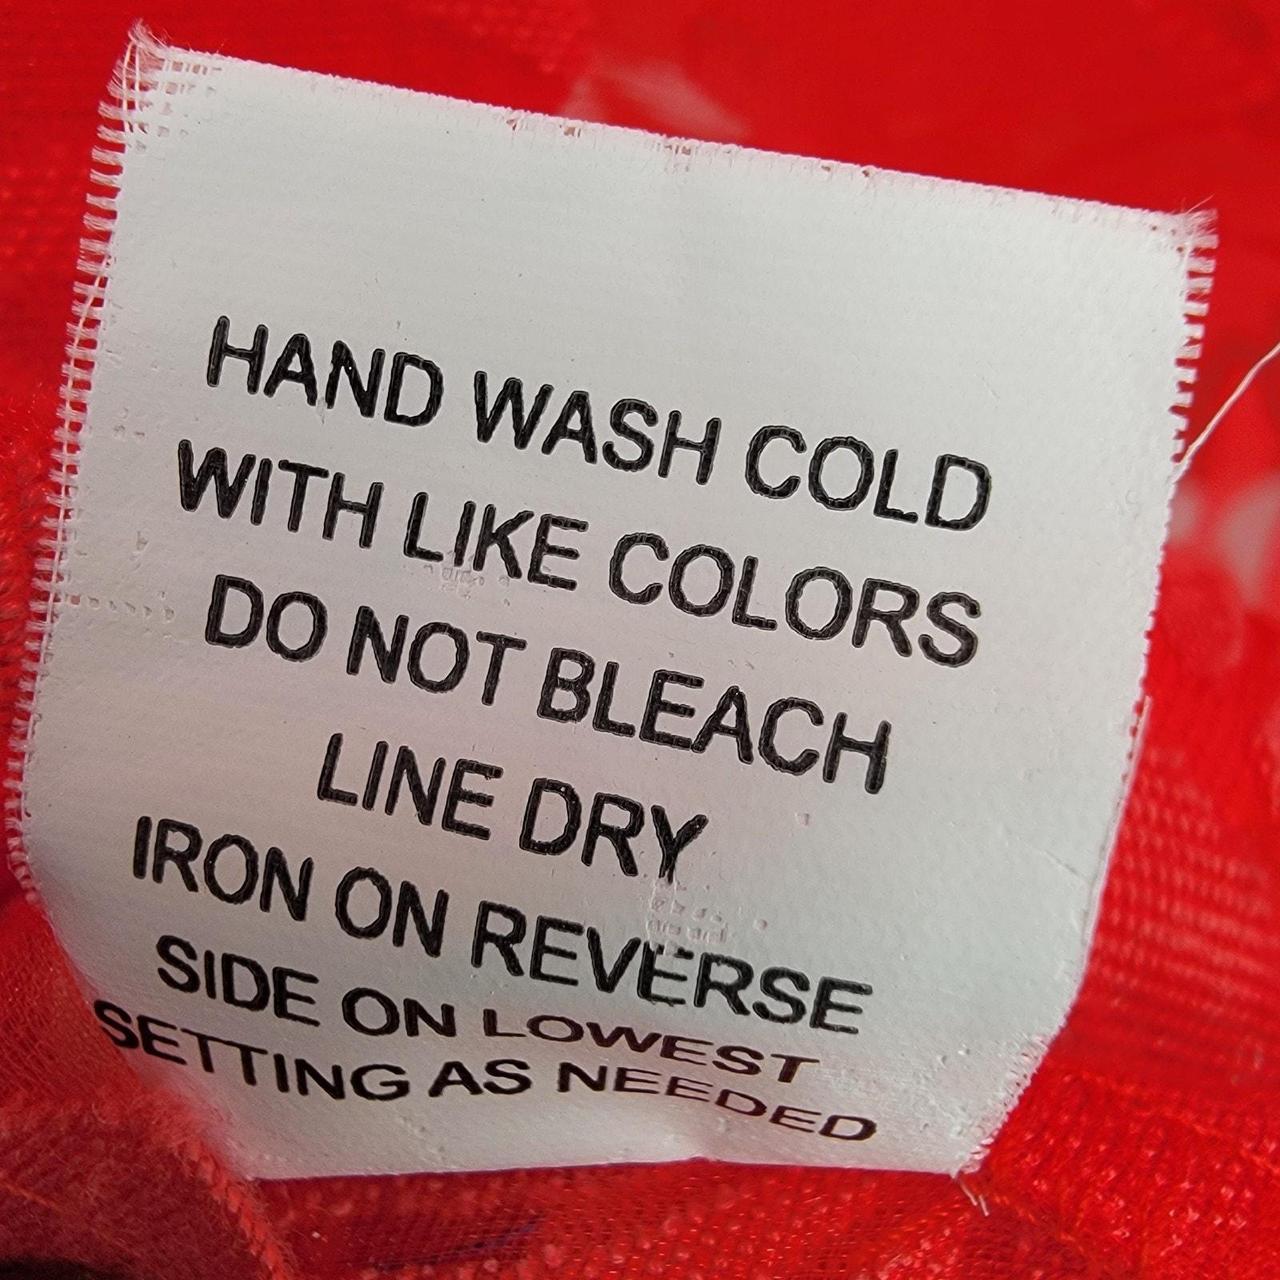 HAND WASH COLD
WITH LIKE COLORS
DO NOT BLEACH
LINE DRY
IRON ON REVERSE
SIDE ON LOWEST
SETTING AS NEEDED